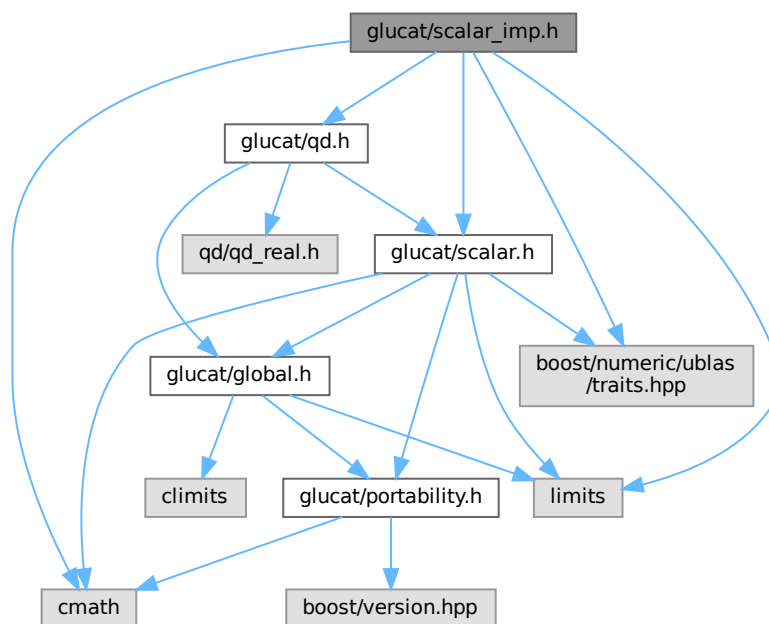 glucat/scalar_imp.h
glucat/qd.h
qd/qd_real.h
glucat/scalar.h
glucat/global.h
boost/numeric/ublas
/traits.hpp
climits
glucat/portability.h
limits
cmath
boost/version.hpp